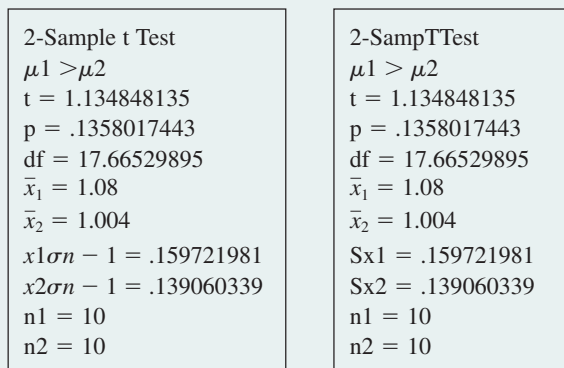 2-Sample t Test
μ1 >μ2
t = 1.134848135
p = .1358017443
df = 17.66529895
x̄₁ = 1.08
x̄₂ = 1.004
x1σn − 1 = .159721981
x2σn − 1 = .139060339
n1 = 10
n2 = 10
2-SampTTest
μ1 > μ2
t = 1.134848135
p = .1358017443
df = 17.66529895
x̄₁ = 1.08
x̄₂ = 1.004
Sx1 = .159721981
Sx2 = .139060339
n1 = 10
n2 = 10